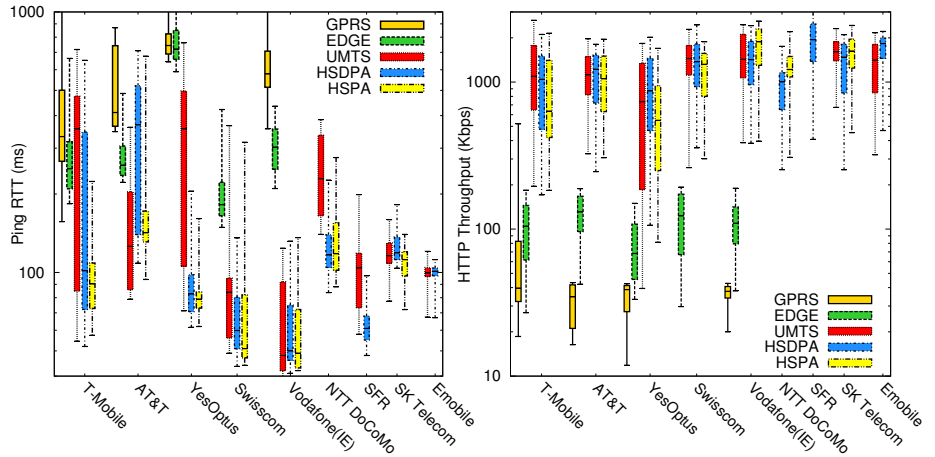 1000
100
Ping RTT (ms)
GPRS
EDGE
UMTS
HSDPA
HSPA
T-Mobile
AT&T
YesOptus
Swisscom
Vodafone(IE)
NTT DoCoMo
SFR
SK Telecom
Emobile
1000
100
10
HTTP Throughput (Kbps)
GPRS
EDGE
UMTS
HSDPA
HSPA
T-Mobile
AT&T
YesOptus
Swisscom
Vodafone(IE)
NTT DoCoMo
SFR
SK Telecom
Emobile